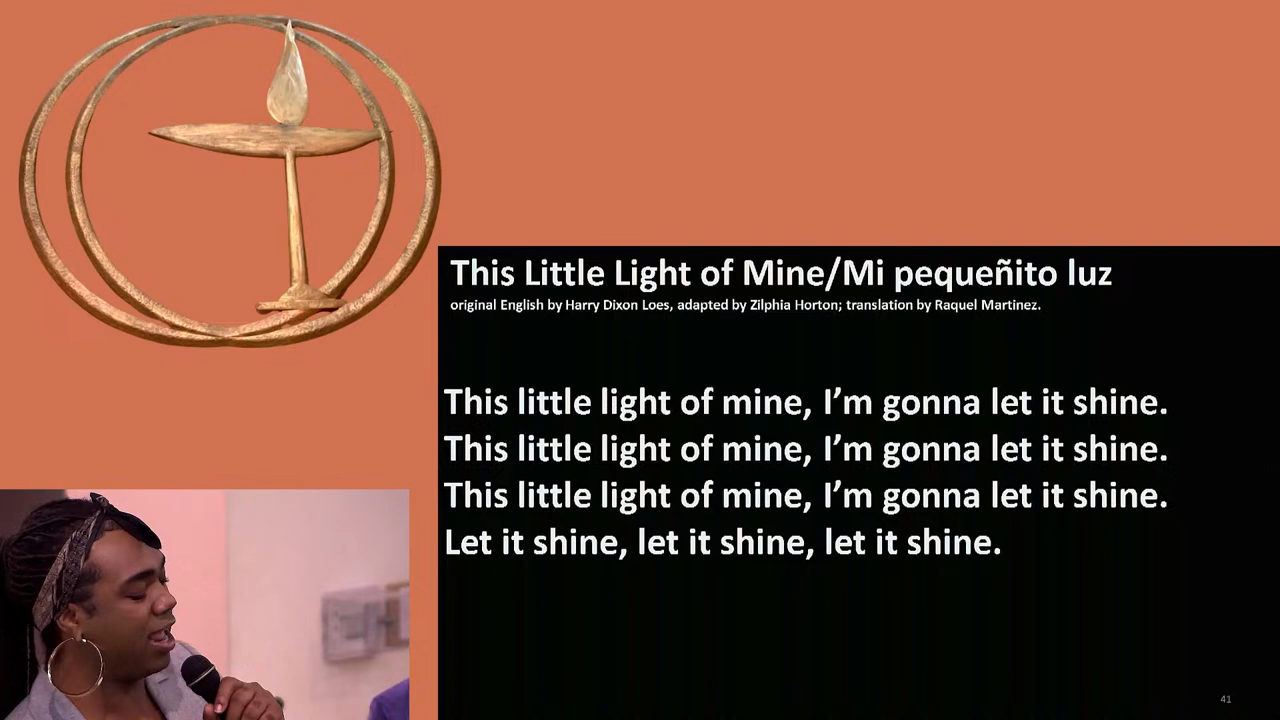 This Little Light of Mine/Mi pequeñito luz
original English by Harry Dixon Loes, adapted by Zilphia Horton; translation by Raquel Martinez.
This little light of mine, I'm gonna let it shine.
This little light of mine, I'm gonna let it shine.
This little light of mine, I'm gonna let it shine.
Let it shine, let it shine, let it shine.
41